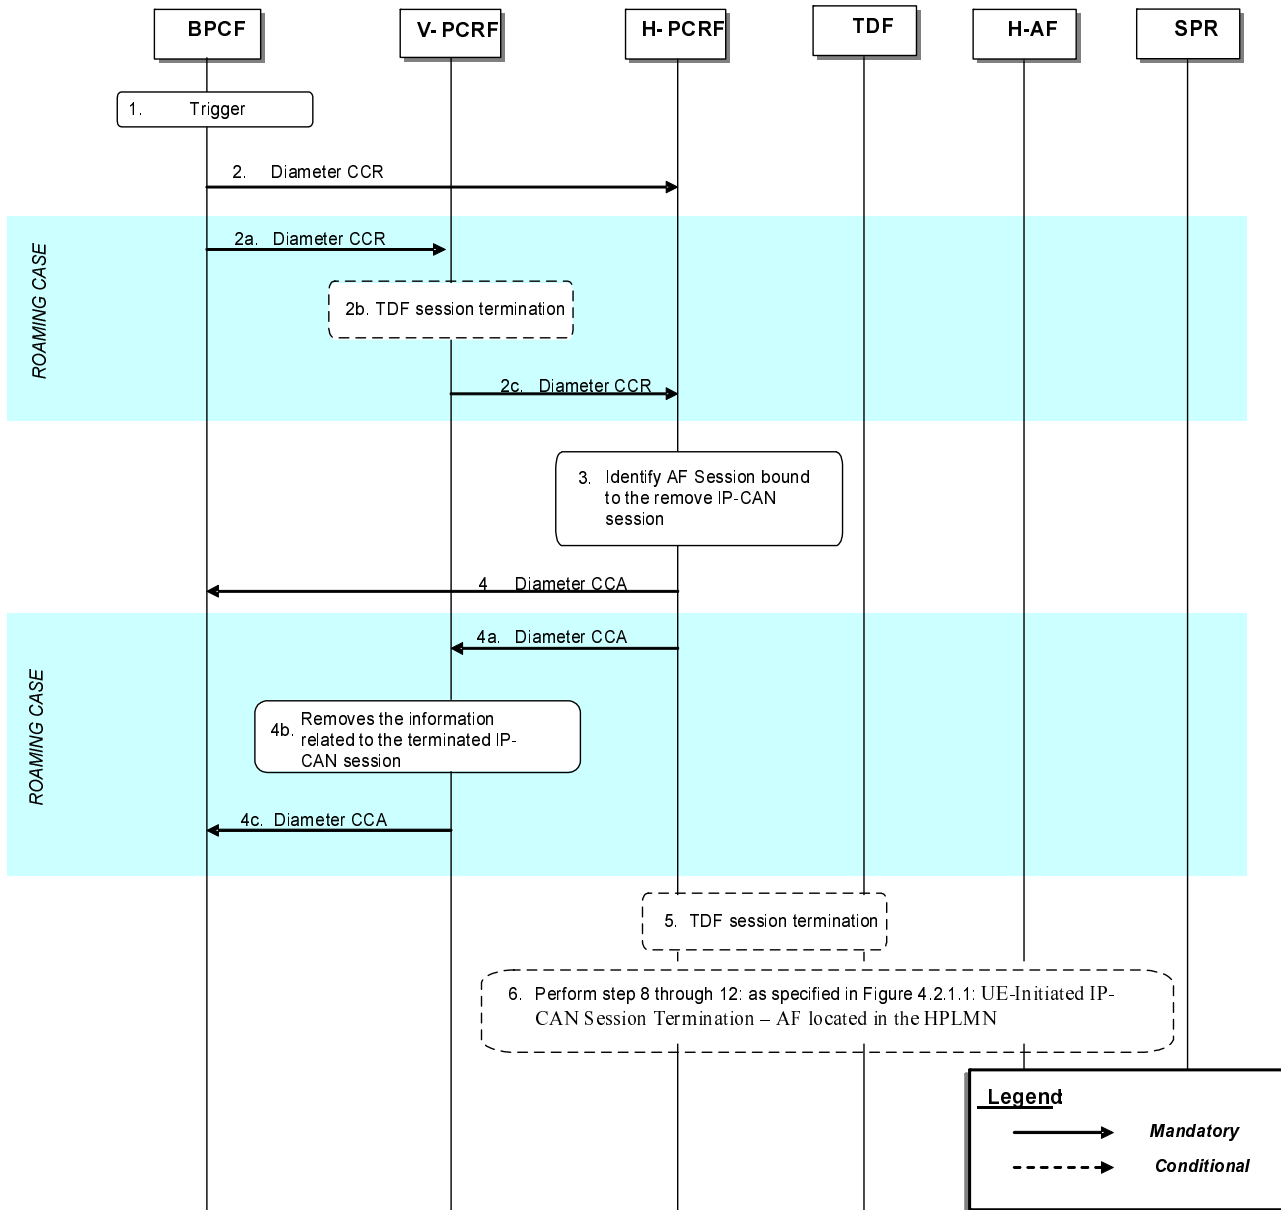 BPCF
V- PCRF
H- PCRF
TDF
H-AF
SPR
1. Trigger
2. Diameter CCR
ROAMING CASE
2a. Diameter CCR
2b. TDF session termination
2c. Diameter CCR
3. Identify AF Session bound
to the remove IP-CAN
session
4 Diameter CCA
ROAMING CASE
4a. Diameter CCA
4b. Removes the information
related to the terminated IP-
CAN session
4c. Diameter CCA
5. TDF session termination
6. Perform step 8 through 12: as specified in Figure 4.2.1.1: UE-Initiated IP-
CAN Session Termination – AF located in the HPLMN
Legend
Mandatory
Conditional